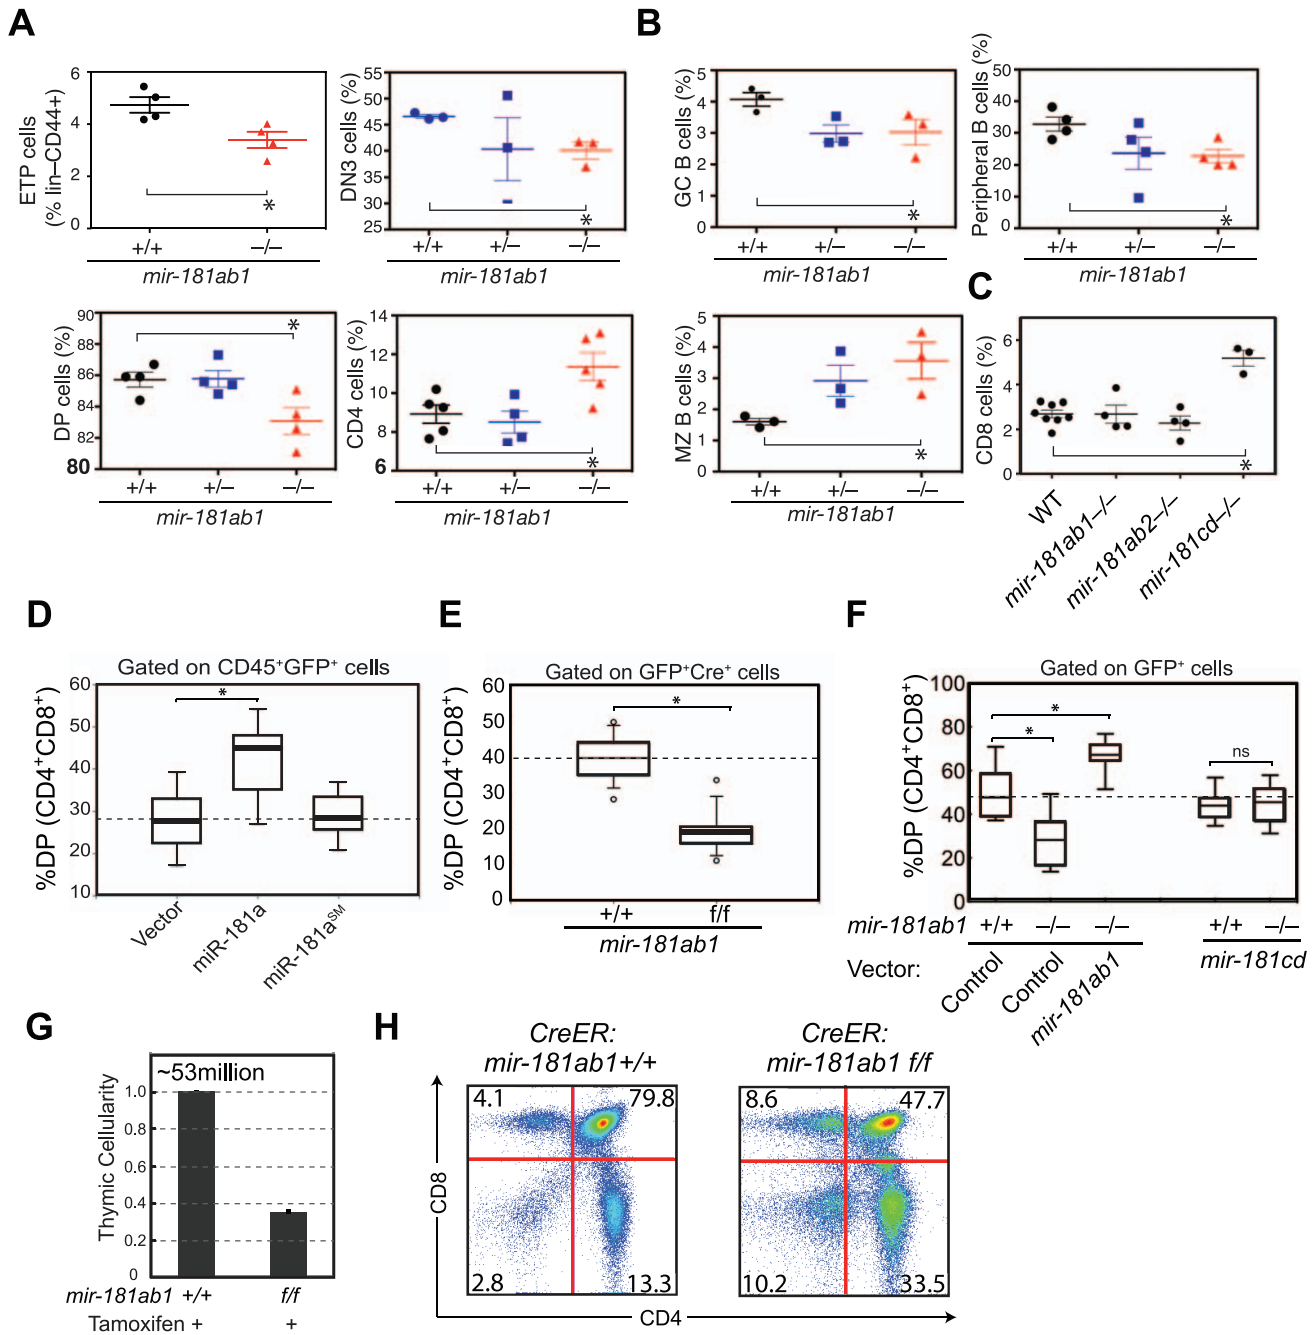 A
B
ETP cells
(% lin–CD44+)
6
4
2
0
+/+
–/–
mir-181ab1
*
DN3 cells (%)
55
50
45
40
35
30
25
+/+
+/–
–/–
mir-181ab1
*
GC B cells (%)
5
4
3
2
1
0
+/+
+/–
–/–
mir-181ab1
*
Peripheral B cells (%)
50
40
30
20
10
0
+/+
+/–
–/–
mir-181ab1
*
DP cells (%)
90
86
84
82
80
+/+
+/–
–/–
mir-181ab1
*
CD4 cells (%)
14
12
10
8
6
+/+
+/–
–/–
mir-181ab1
*
MZ B cells (%)
5
4
3
2
1
0
+/+
+/–
–/–
mir-181ab1
*
C
CD8 cells (%)
6
4
2
0
WT
mir-181ab1–/–
mir-181ab2–/–
mir-181cd–/–
*
D
Gated on CD45⁺GFP⁺ cells
%DP (CD4⁺CD8⁺)
60
50
40
30
20
10
*
Vector
miR-181a
miR-181aSM
E
Gated on GFP⁺Cre⁺ cells
%DP (CD4⁺CD8⁺)
60
50
40
30
20
10
0
*
+/+
f/f
mir-181ab1
F
Gated on GFP⁺ cells
%DP (CD4⁺CD8⁺)
100
80
60
40
20
0
*
*
ns
mir-181ab1 +/+ –/– –/–
+/+ –/–
mir-181cd
Vector:
Control
Control
mir-181ab1
G
Thymic Cellularity
~53million
1.0
0.8
0.6
0.4
0.2
0
mir-181ab1 +/+ f/f
Tamoxifen + +
H
CreER:
mir-181ab1+/+
4.1 79.8
2.8 13.3
CreER:
mir-181ab1 f/f
8.6 47.7
10.2 33.5
CD8
CD4